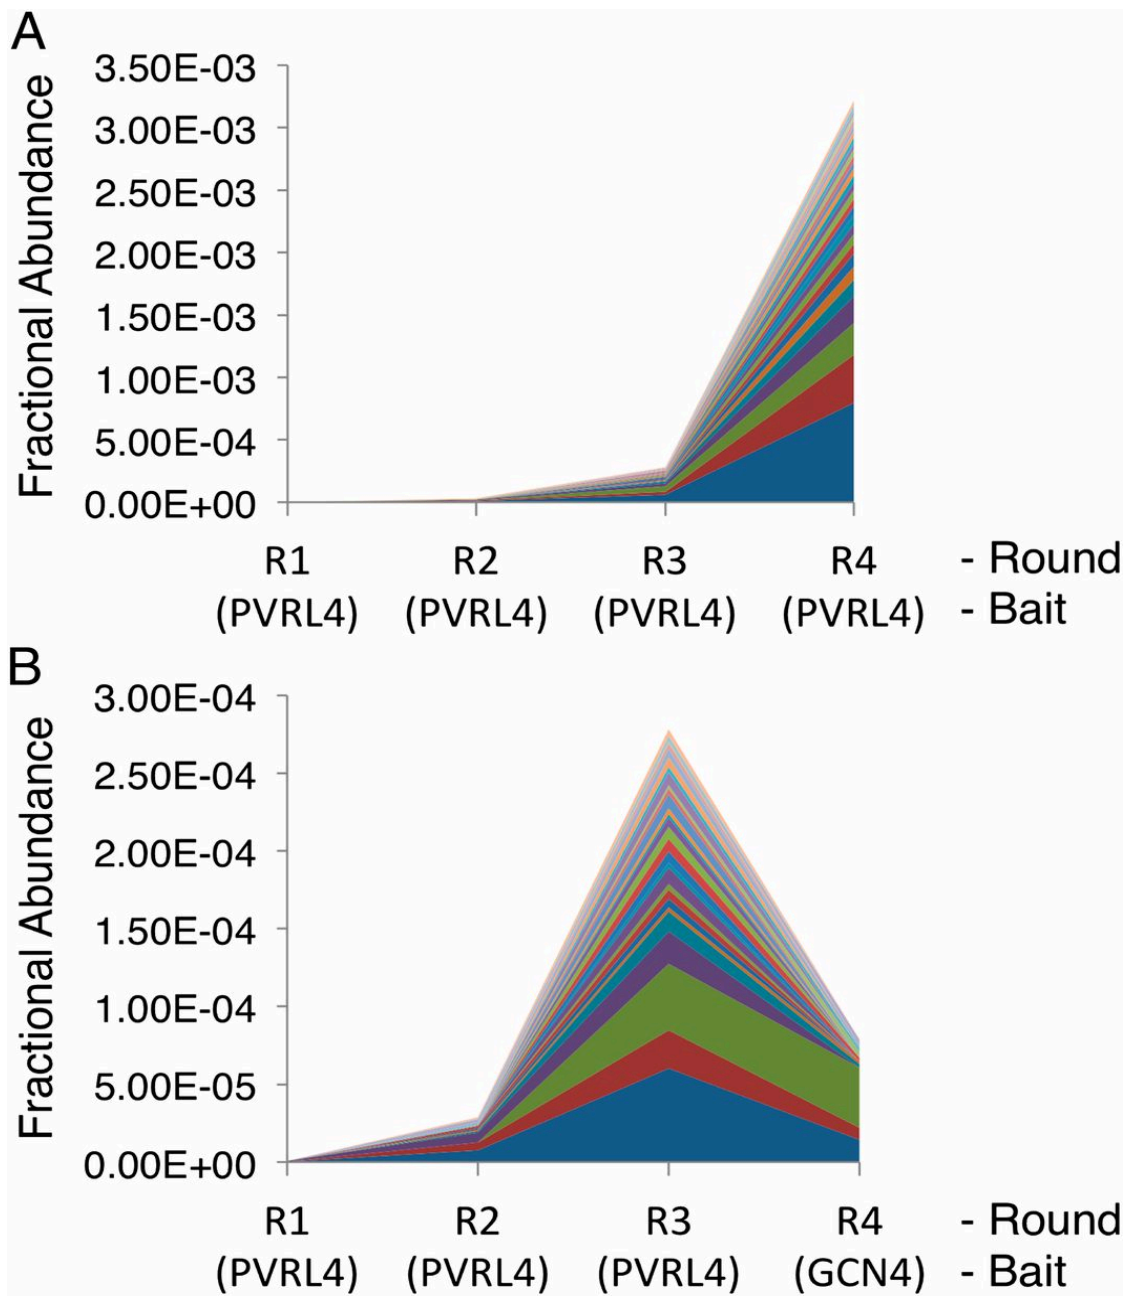 A
Fractional Abundance
3.50E-03
3.00E-03
2.50E-03
2.00E-03
1.50E-03
1.00E-03
5.00E-04
0.00E+00
R1 R2 R3 R4 - Round
(PVRL4) (PVRL4) (PVRL4) (PVRL4) - Bait
B
Fractional Abundance
3.00E-04
2.50E-04
2.00E-04
1.50E-04
1.00E-04
5.00E-05
0.00E+00
R1 R2 R3 R4 - Round
(PVRL4) (PVRL4) (PVRL4) (GCN4) - Bait